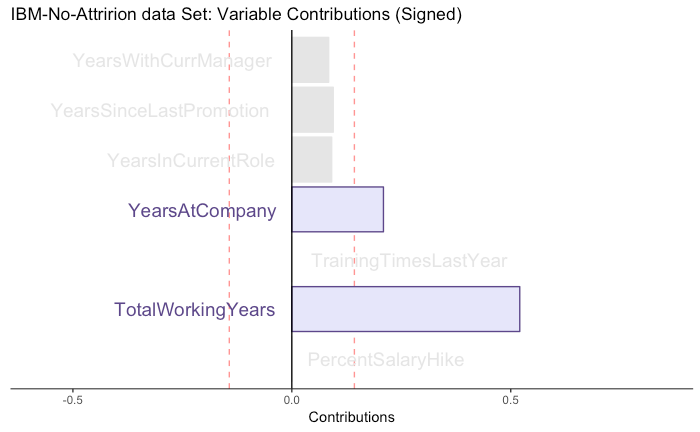 IBM-No-Attririon data Set: Variable Contributions (Signed)
YearsWithCurrManager
YearsSinceLastPromotion
YearsInCurrentRole
YearsAtCompany
TrainingTimesLastYear
TotalWorkingYears
PercentSalaryHike
-0.5 0.0 0.5
Contributions